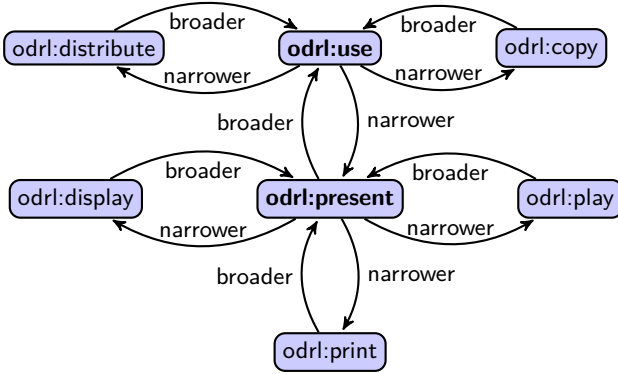 broader broader
odrl:distribute odrl:use odrl:copy
narrower narrower
broader narrower
broader broader
odrl:display odrl:present odrl:play
narrower narrower
broader narrower
odrl:print